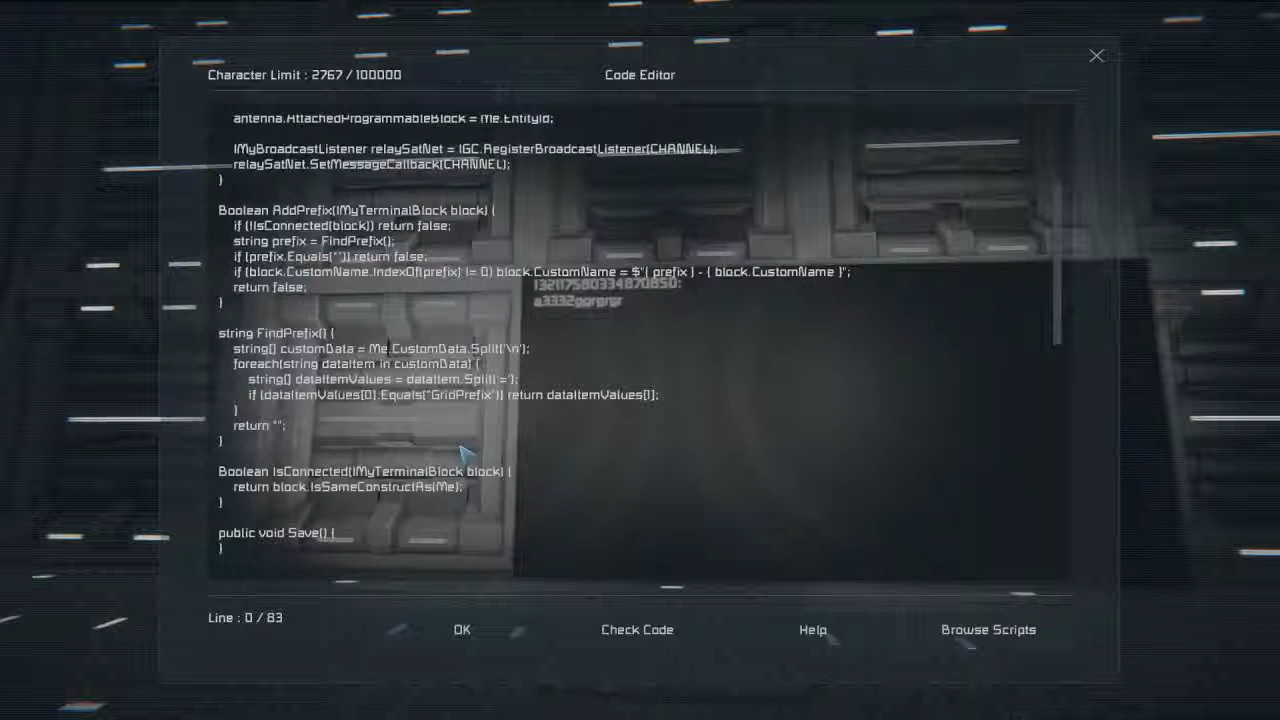 Character Limit : 2767 / 100000
Code Editor
antenna.AttachedProgrammableBlock = Me.EntityId;
IMyBroadcastListener relaySatNet = IGC.RegisterBroadcastListener(CHANNEL);
relaySatNet.SetMessageCallback(CHANNEL);
}
Boolean AddPrefix(IMyTerminalBlock block) {
if (!IsConnected(block)) return false;
string prefix = FindPrefix();
if (prefix.Equals("")) return false;
if (block.CustomName.IndexOf(prefix) != 0) block.CustomName = $"{ prefix } - { block.CustomName }";
return false;
}
string FindPrefix() {
string[] customData = Me.CustomData.Split('\n');
foreach(string dataItem in customData) {
string[] dataItemValues = dataItem.Split('=');
if (dataItemValues[0].Equals("GridPrefix")) return dataItemValues[1];
}
return "";
}
Boolean IsConnected(IMyTerminalBlock block) {
return block.IsSameConstructAs(Me);
}
public void Save() {
}
Line : 0 / 83
OK
Check Code
Help
Browse Scripts